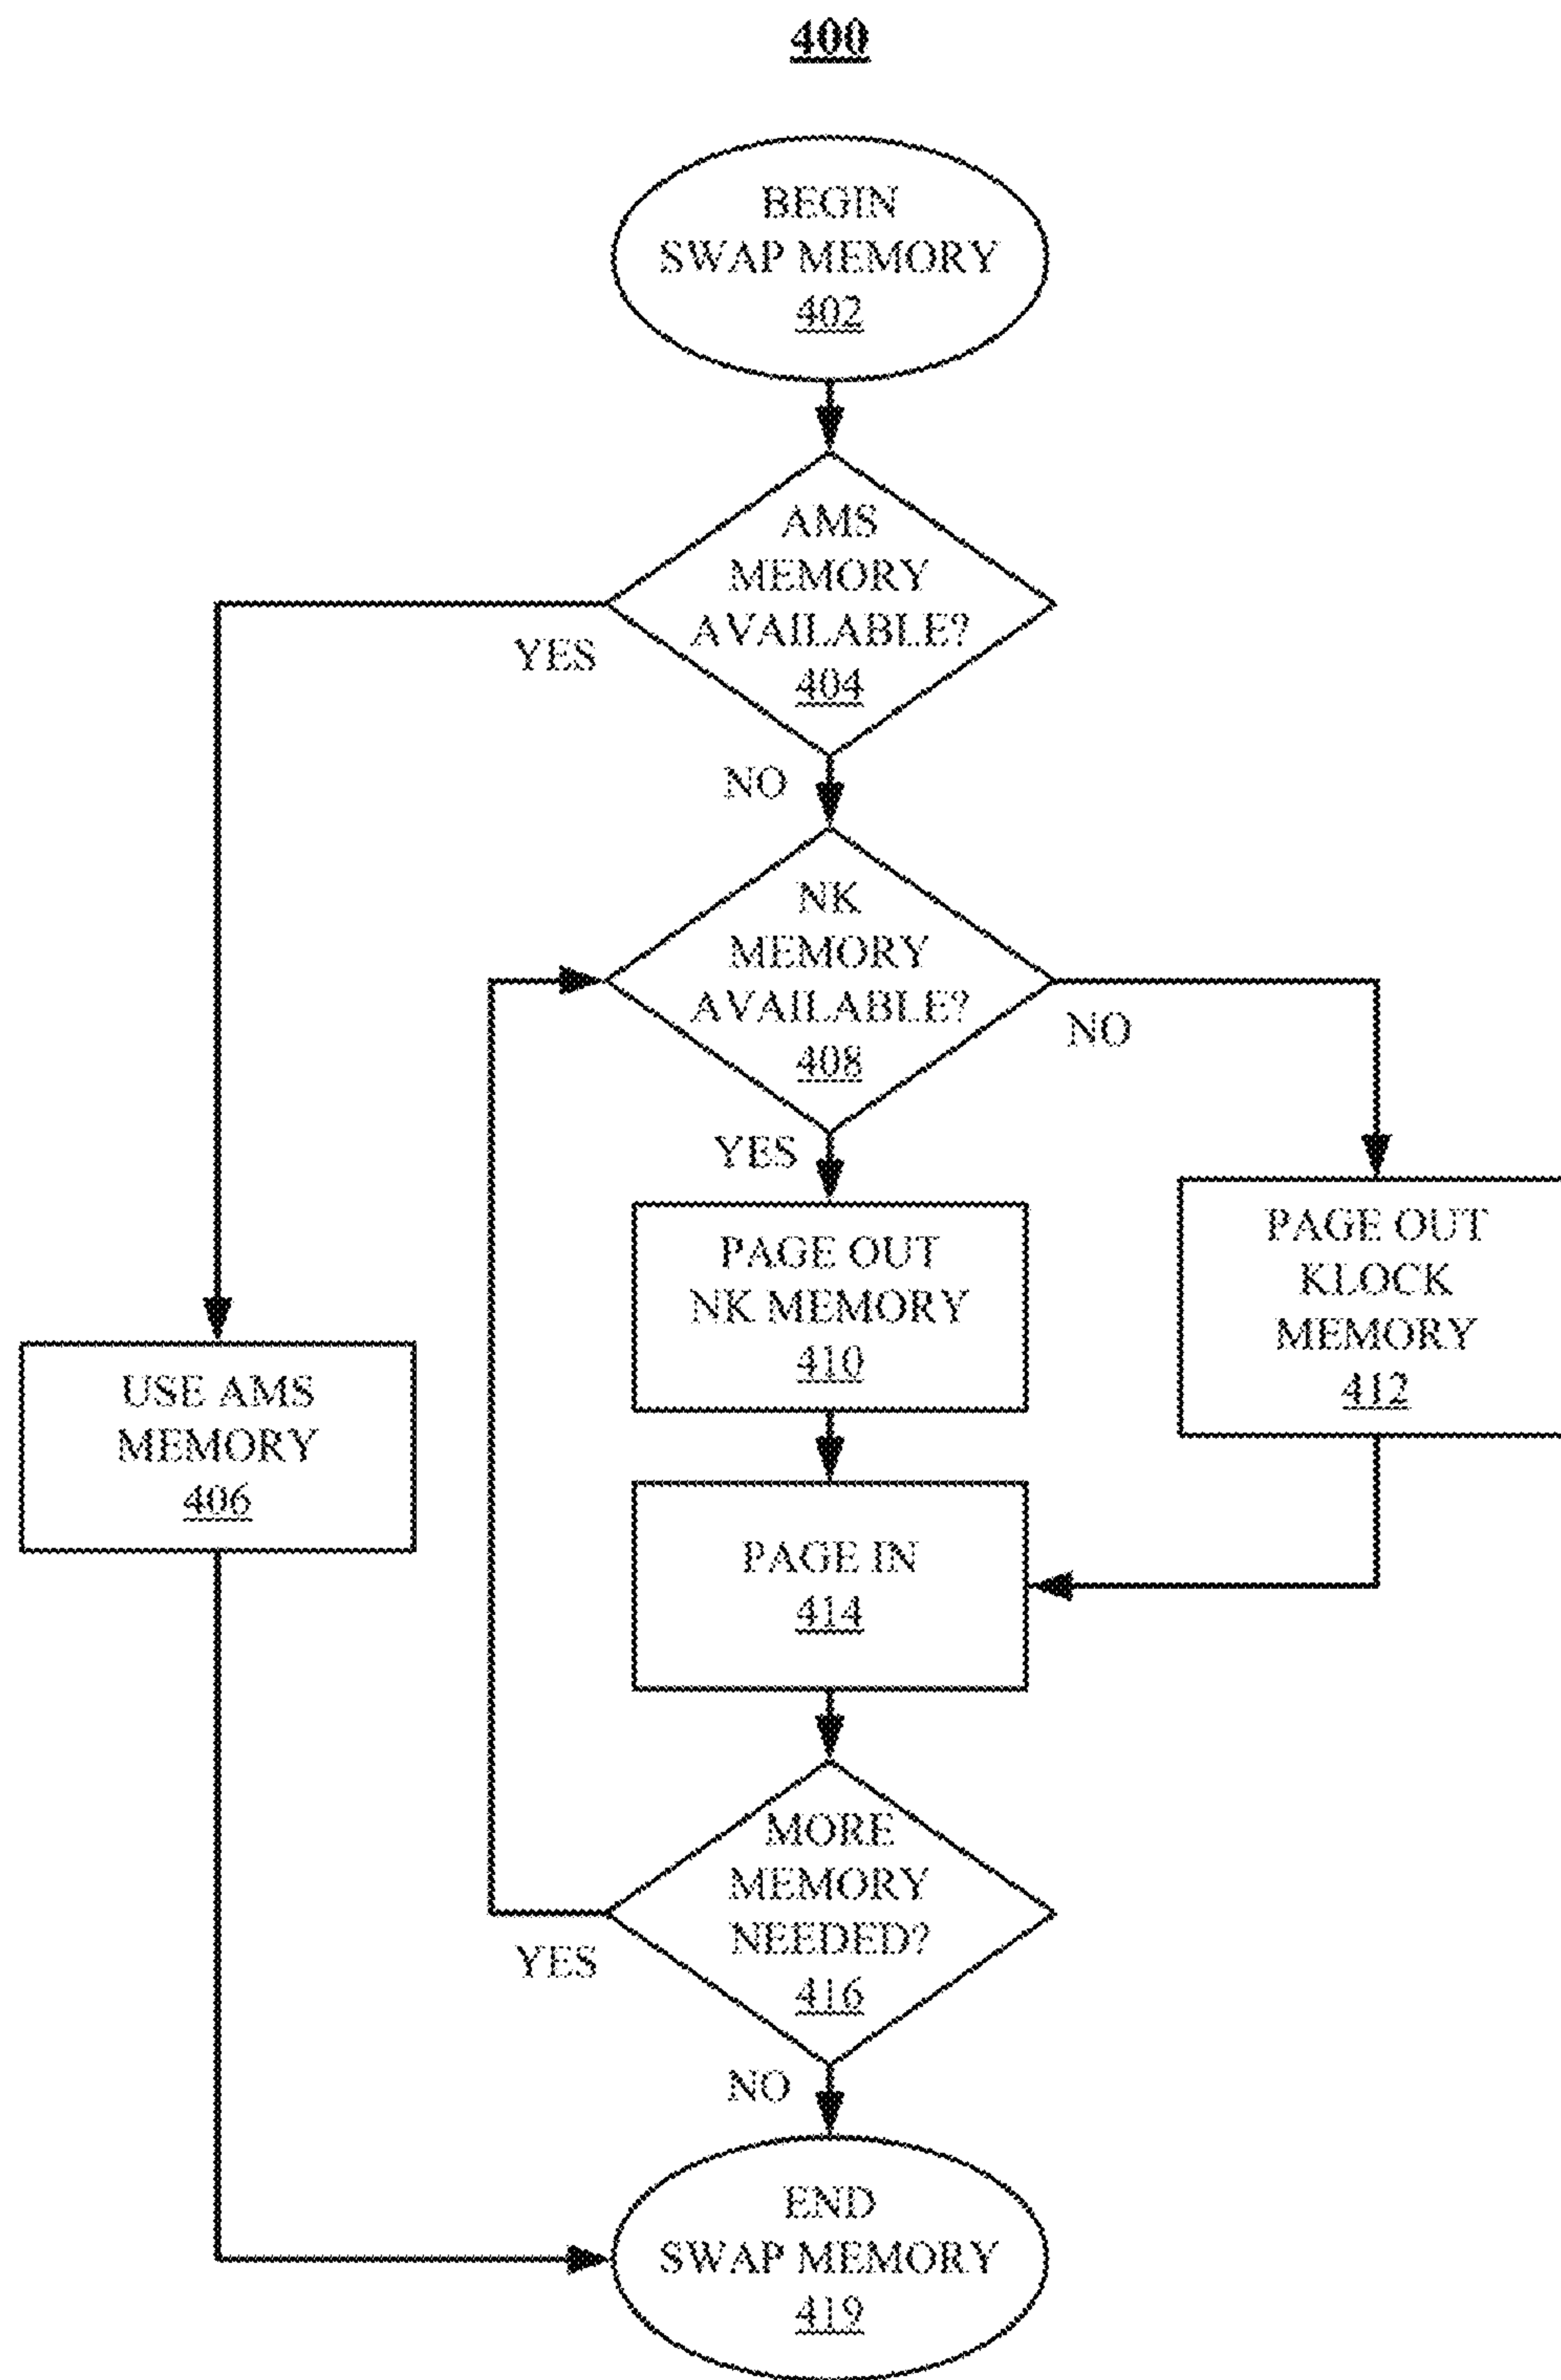 400
BEGIN
SWAP MEMORY
402
AMS
MEMORY
AVAILABLE?
404
YES
NO
NK
MEMORY
AVAILABLE?
408
NO
YES
PAGE OUT
NK MEMORY
410
PAGE OUT
KLOCK
MEMORY
412
USE AMS
MEMORY
406
PAGE IN
414
MORE
MEMORY
NEEDED?
416
YES
NO
END
SWAP MEMORY
419